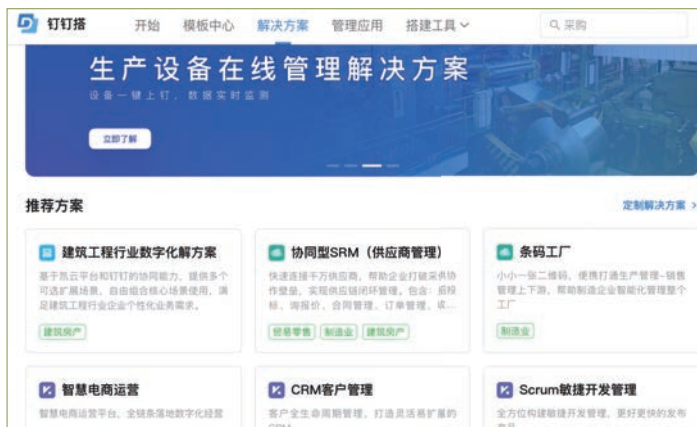 钉钉搭
开始 模板中心 解决方案 管理应用 搭建工具
采购
生产设备在线管理解决方案
设备一键上钉，数据实时监测
立即了解
推荐方案
定制解决方案 >
建筑工程行业数字化解方案
基于氚云平台和钉钉的协同能力，提供多个
可选扩展场景，自由组合核心场景使用，满
足建筑工程行业企业个性化业务需求。
建筑房产
协同型SRM（供应商管理）
快速连接千万供应商，帮助企业打破采供协
作壁垒，实现供应链闭环管理。包含：招投
标、询报价、合同管理、订单管理、收...
贸易零售 制造业 建筑房产
条码工厂
小小一张二维码，便携打通生产管理-销售
管理上下游，帮助制造企业智能化管理整个
工厂
制造业
智慧电商运营
智慧电商运营平台，全链条落地数字化经营
CRM客户管理
客户全生命周期管理，打造灵活易扩展的
CRM
Scrum敏捷开发管理
全方位构建敏捷开发管理，更好更快的发布
产品